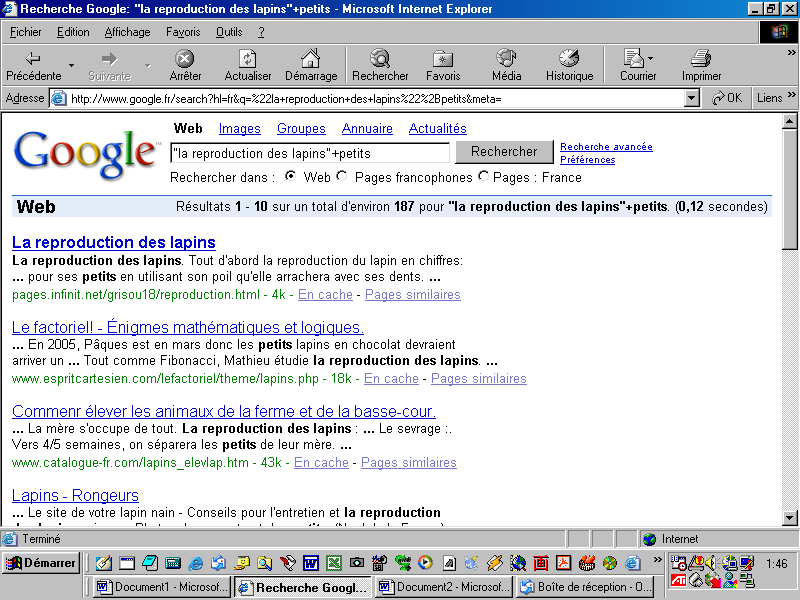 Recherche Google: "la reproduction des lapins"+petits - Microsoft Internet Explorer
Fichier Edition Affichage Favoris Outils ?
Précédente Suivante Arrêter Actualiser Démarrage Rechercher Favoris Média Historique Courrier Imprimer »
Adresse http://www.google.fr/search?hl=fr&q=%22la+reproduction+des+lapins%22%2Bpetits&meta= OK Liens »
Web Images Groupes Annuaire Actualités
Google™ "la reproduction des lapins"+petits Rechercher Recherche avancée
Préférences
Rechercher dans : Web Pages francophones Pages : France
Web Résultats 1 - 10 sur un total d'environ 187 pour "la reproduction des lapins"+petits. (0,12 secondes)
La reproduction des lapins
La reproduction des lapins. Tout d'abord la reproduction du lapin en chiffres:
... pour ses petits en utilisant son poil qu'elle arrachera avec ses dents. ...
pages.infinit.net/grisou18/reproduction.html - 4k - En cache - Pages similaires
Le factoriel! - Énigmes mathématiques et logiques.
... En 2005, Pâques est en mars donc les petits lapins en chocolat devraient
arriver un ... Tout comme Fibonacci, Mathieu étudie la reproduction des lapins. ...
www.espritcartesien.com/lefactoriel/theme/lapins.php - 18k - En cache - Pages similaires
Commenr élever les animaux de la ferme et de la basse-cour.
... La mère s'occupe de tout. La reproduction des lapins : ... Le sevrage :.
Vers 4/5 semaines, on séparera les petits de leur mère. ...
www.catalogue-fr.com/lapins_elevlap.htm - 43k - En cache - Pages similaires
Lapins - Rongeurs
... Le site de votre lapin nain - Conseils pour l'entretien et la reproduction
Terminé Internet
Démarrer » 1:46
Document1 - Microsof... Recherche Googl... Document2 - Microsof... Boîte de réception - O...